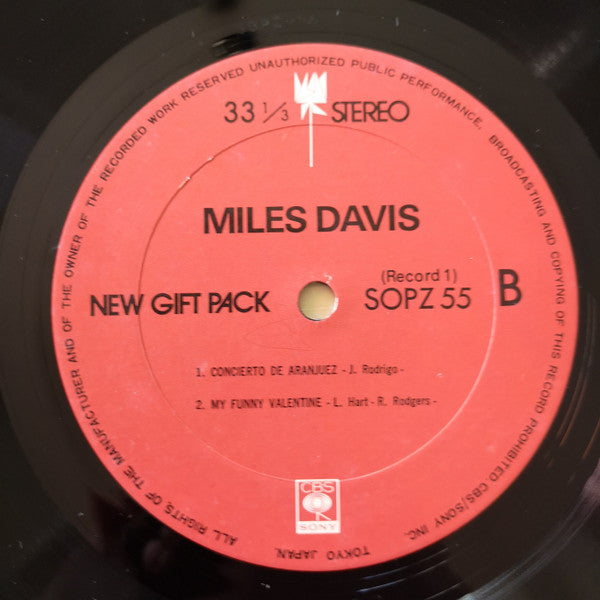 ALL RIGHTS OF THE MANUFACTURER AND OF THE OWNER OF THE RECORDED WORK RESERVED UNAUTHORIZED PUBLIC PERFORMANCE, BROADCASTING AND COPYING OF THIS RECORD PROHIBITED. CBS/SONY INC.
33 1/3 STEREO
MILES DAVIS
(Record 1)
NEW GIFT PACK SOPZ 55 B
1. CONCIERTO DE ARANJUEZ - J. Rodrigo -
2. MY FUNNY VALENTINE - L. Hart - R. Rodgers -
CBS
SONY
TOKYO JAPAN.